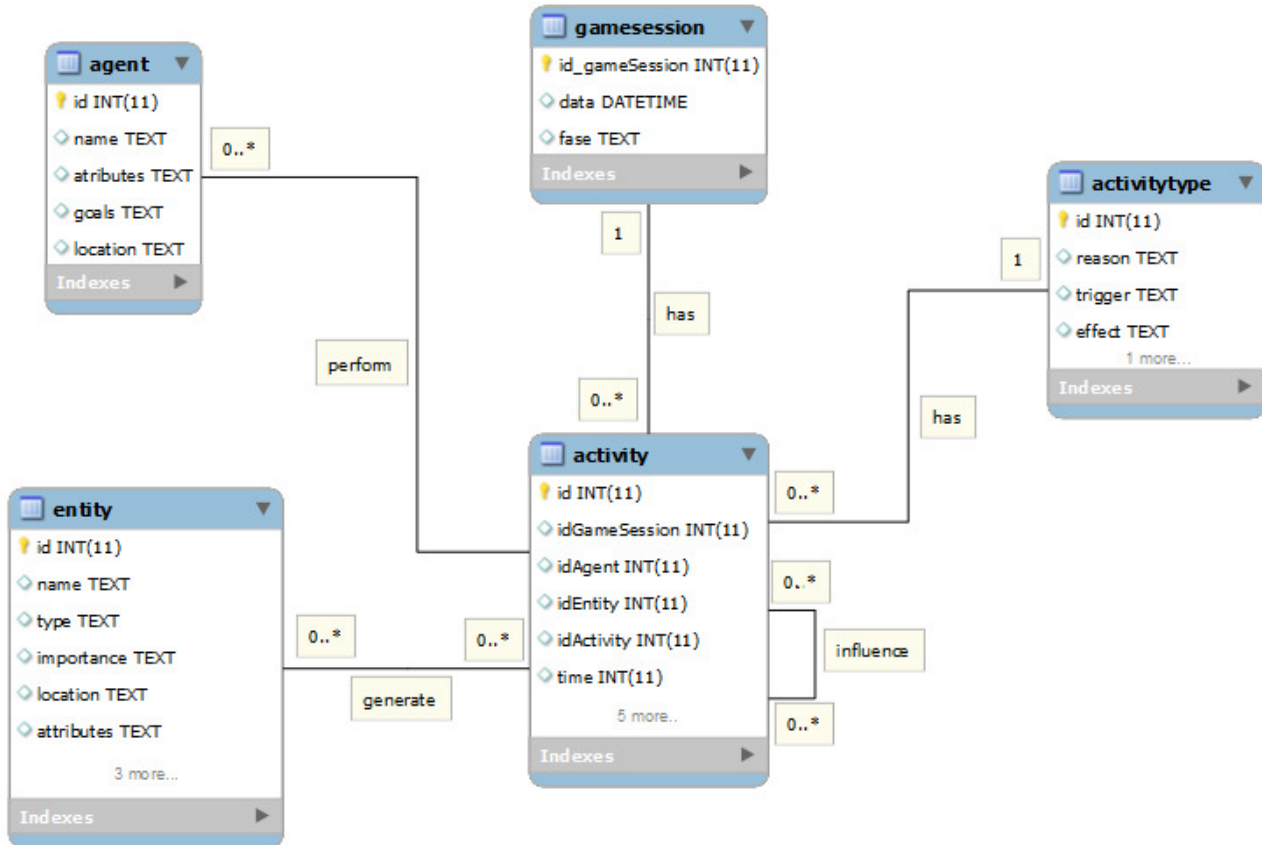 agent
id INT(11)
name TEXT
atributes TEXT
goals TEXT
location TEXT
Indexes
0..*
perform
gamesession
id_gameSession INT(11)
data DATETIME
fase TEXT
Indexes
1
has
0..*
activitytype
id INT(11)
reason TEXT
trigger TEXT
effect TEXT
1 more...
Indexes
1
has
0..*
entity
id INT(11)
name TEXT
type TEXT
importance TEXT
location TEXT
attributes TEXT
3 more...
Indexes
0..*
generate
0..*
activity
id INT(11)
idGameSession INT(11)
idAgent INT(11)
idEntity INT(11)
idActivity INT(11)
time INT(11)
5 more..
Indexes
0..*
influence
0..*